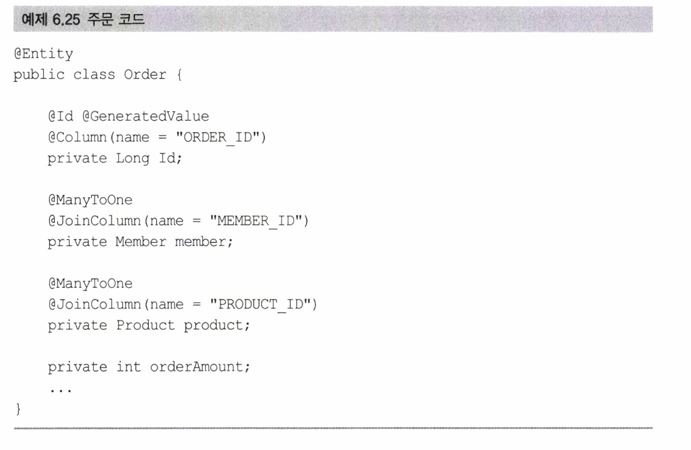 예제 6.25 주문 코드
@Entity
public class Order {
@Id @GeneratedValue
@Column(name = "ORDER_ID")
private Long Id;
@ManyToOne
@JoinColumn(name = "MEMBER_ID")
private Member member;
@ManyToOne
@JoinColumn(name = "PRODUCT_ID")
private Product product;
private int orderAmount;
...
}